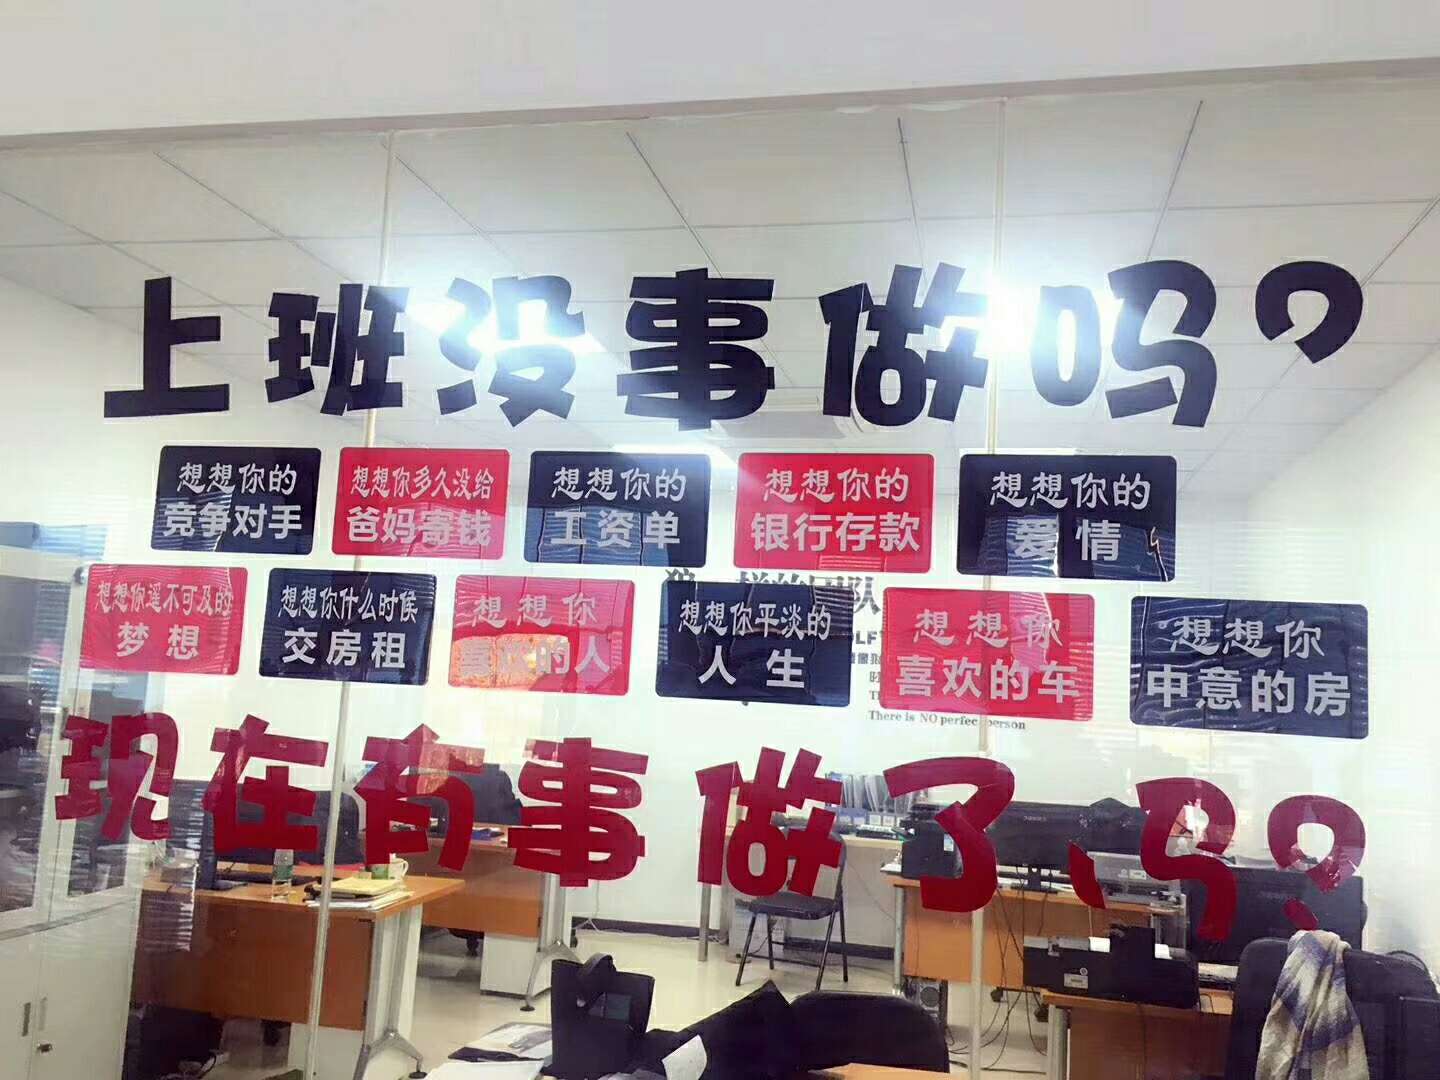 上班没事做吗?
想想你的
竞争对手
想想你多久没给
爸妈寄钱
想想你的
工资单
想想你的
银行存款
想想你的
爱情
想想你遥不可及的
梦想
想想你什么时候
交房租
想想你
喜欢的人
想想你平淡的
人生
想想你
喜欢的车
想想你
中意的房
现在有事做了吗?
团队
There is NO perfect person